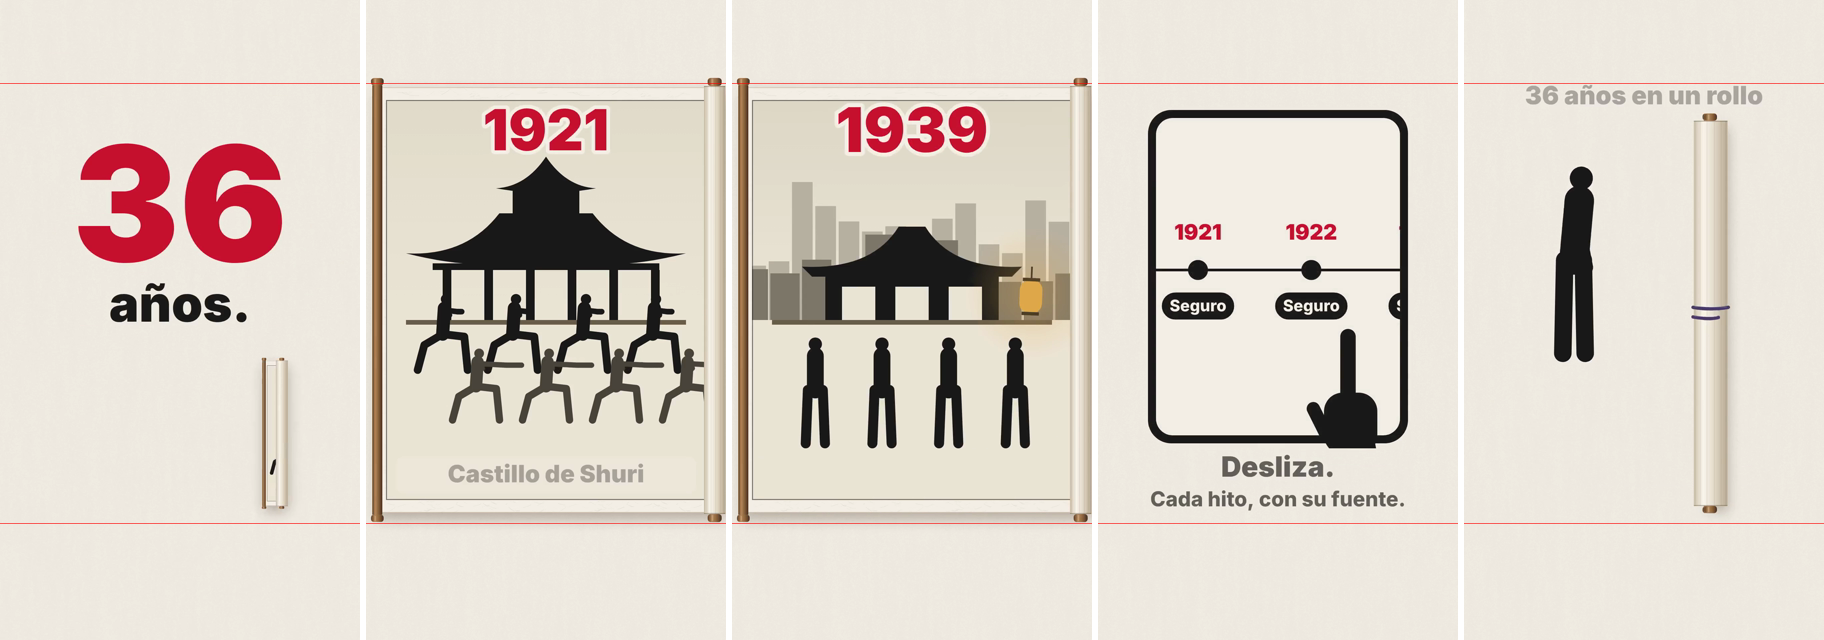 36
años.
1921
Castillo de Shuri
1939
1921
1922
Seguro
Seguro
Desliza.
Cada hito, con su fuente.
36 años en un rollo